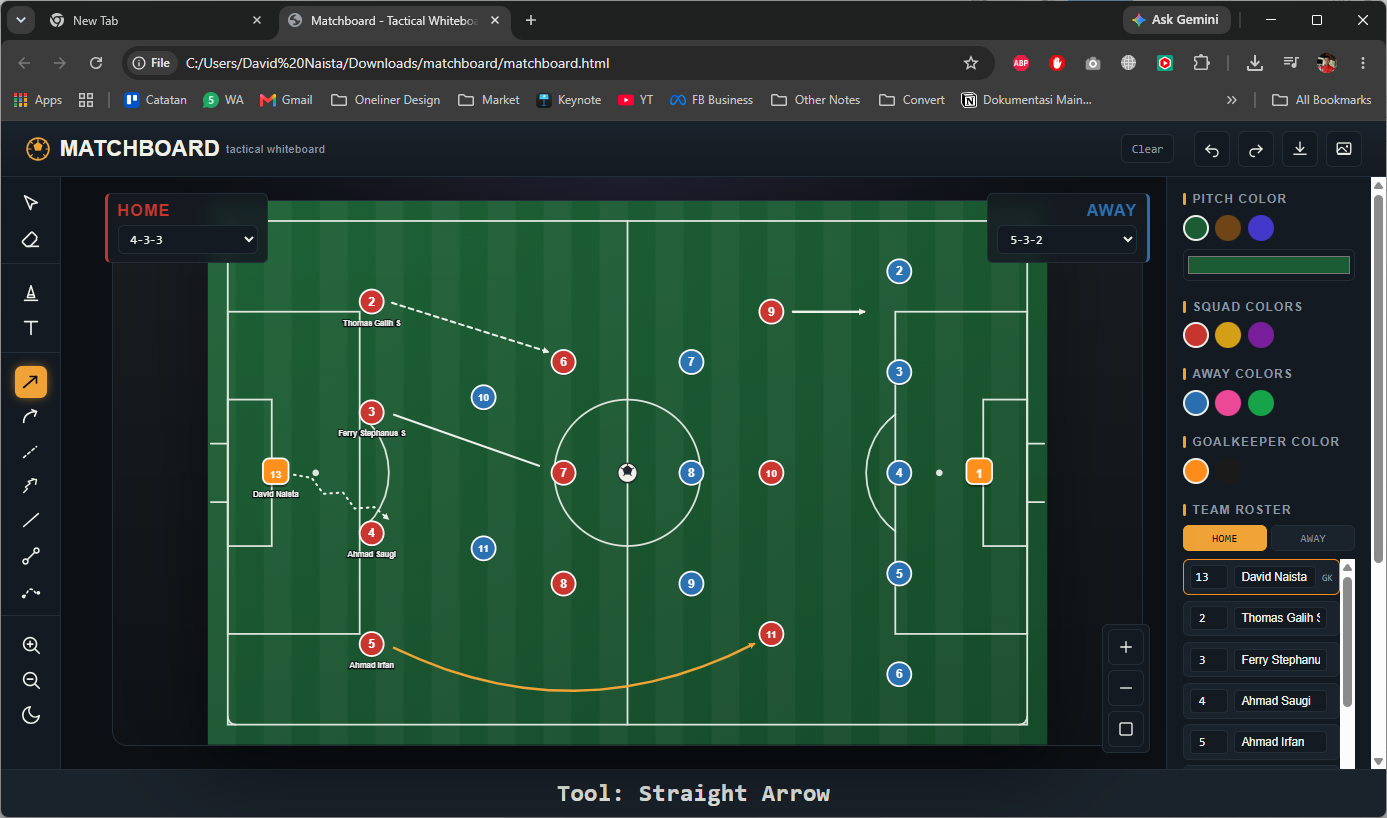 New Tab
Matchboard - Tactical Whitebo
Ask Gemini
File
C:/Users/David%20Naista/Downloads/matchboard/matchboard.html
ABP
Apps
Catatan
5 WA
Gmail
Oneliner Design
Market
Keynote
YT
FB Business
Other Notes
Convert
Dokumentasi Main...
All Bookmarks
MATCHBOARD
tactical whiteboard
Clear
HOME
4-3-3
AWAY
5-3-2
T
2
Thomas Galih S
3
Ferry Stephanus S
13
David Naista
4
Ahmad Saugi
5
Ahmad Irfan
6
7
8
9
10
11
10
11
7
8
9
2
3
4
5
6
1
PITCH COLOR
SQUAD COLORS
AWAY COLORS
GOALKEEPER COLOR
TEAM ROSTER
HOME
AWAY
13 David Naista GK
2 Thomas Galih S
3 Ferry Stephanu
4 Ahmad Saugi
5 Ahmad Irfan
Tool: Straight Arrow